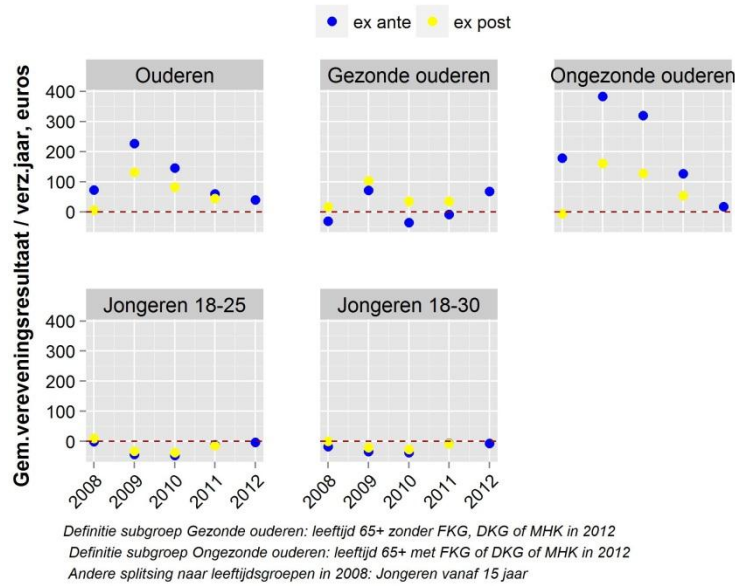 ex ante ex post
Ouderen Gezonde ouderen Ongezonde ouderen
Gem.vereveningsresultaat / verz.jaar, euros
400
300
200
100
0
Jongeren 18-25 Jongeren 18-30
400
300
200
100
0
2008 2009 2010 2011 2012 2008 2009 2010 2011 2012
Definitie subgroep Gezonde ouderen: leeftijd 65+ zonder FKG, DKG of MHK in 2012
Definitie subgroep Ongezonde ouderen: leeftijd 65+ met FKG of DKG of MHK in 2012
Andere splitsing naar leeftijdsgroepen in 2008: Jongeren vanaf 15 jaar